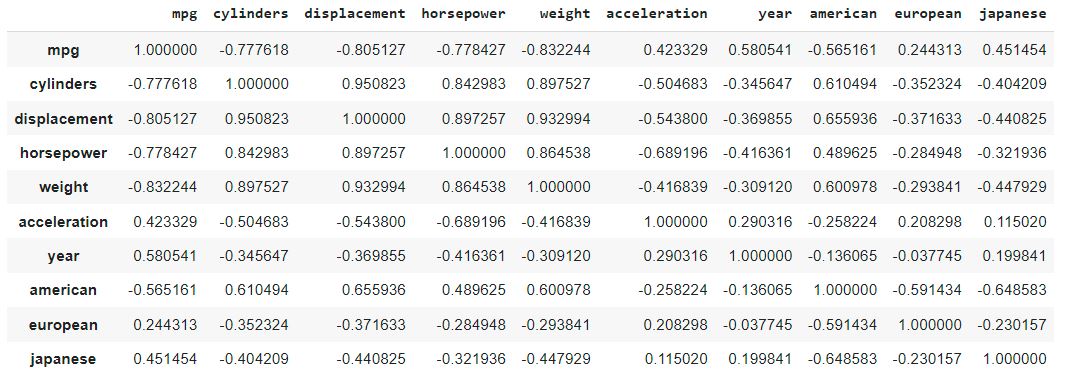 mpg cylinders displacement horsepower weight acceleration year american european japanese
mpg 1.000000 -0.777618 -0.805127 -0.778427 -0.832244 0.423329 0.580541 -0.565161 0.244313 0.451454
cylinders -0.777618 1.000000 0.950823 0.842983 0.897527 -0.504683 -0.345647 0.610494 -0.352324 -0.404209
displacement -0.805127 0.950823 1.000000 0.897257 0.932994 -0.543800 -0.369855 0.655936 -0.371633 -0.440825
horsepower -0.778427 0.842983 0.897257 1.000000 0.864538 -0.689196 -0.416361 0.489625 -0.284948 -0.321936
weight -0.832244 0.897527 0.932994 0.864538 1.000000 -0.416839 -0.309120 0.600978 -0.293841 -0.447929
acceleration 0.423329 -0.504683 -0.543800 -0.689196 -0.416839 1.000000 0.290316 -0.258224 0.208298 0.115020
year 0.580541 -0.345647 -0.369855 -0.416361 -0.309120 0.290316 1.000000 -0.136065 -0.037745 0.199841
american -0.565161 0.610494 0.655936 0.489625 0.600978 -0.258224 -0.136065 1.000000 -0.591434 -0.648583
european 0.244313 -0.352324 -0.371633 -0.284948 -0.293841 0.208298 -0.037745 -0.591434 1.000000 -0.230157
japanese 0.451454 -0.404209 -0.440825 -0.321936 -0.447929 0.115020 0.199841 -0.648583 -0.230157 1.000000